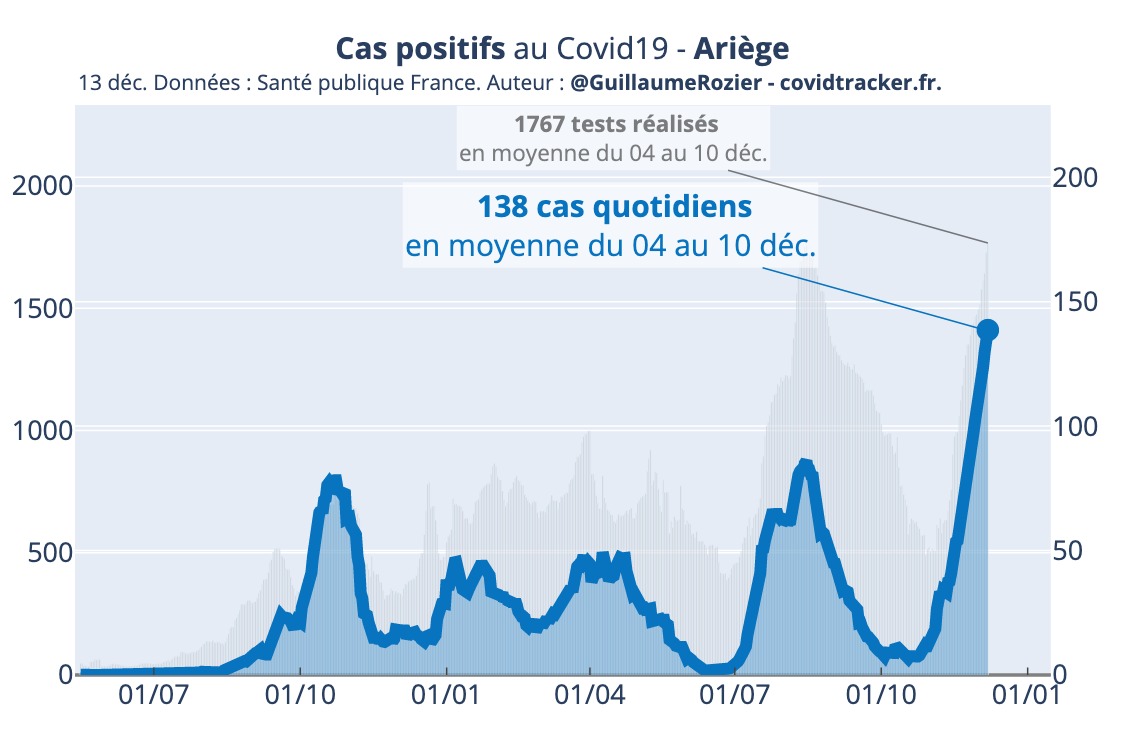 Cas positifs au Covid19 - Ariège
13 déc. Données : Santé publique France. Auteur : @GuillaumeRozier - covidtracker.fr.
1767 tests réalisés
en moyenne du 04 au 10 déc.
138 cas quotidiens
en moyenne du 04 au 10 déc.
2000
1500
1000
500
0
200
150
100
50
0
01/07
01/10
01/01
01/04
01/07
01/10
01/01